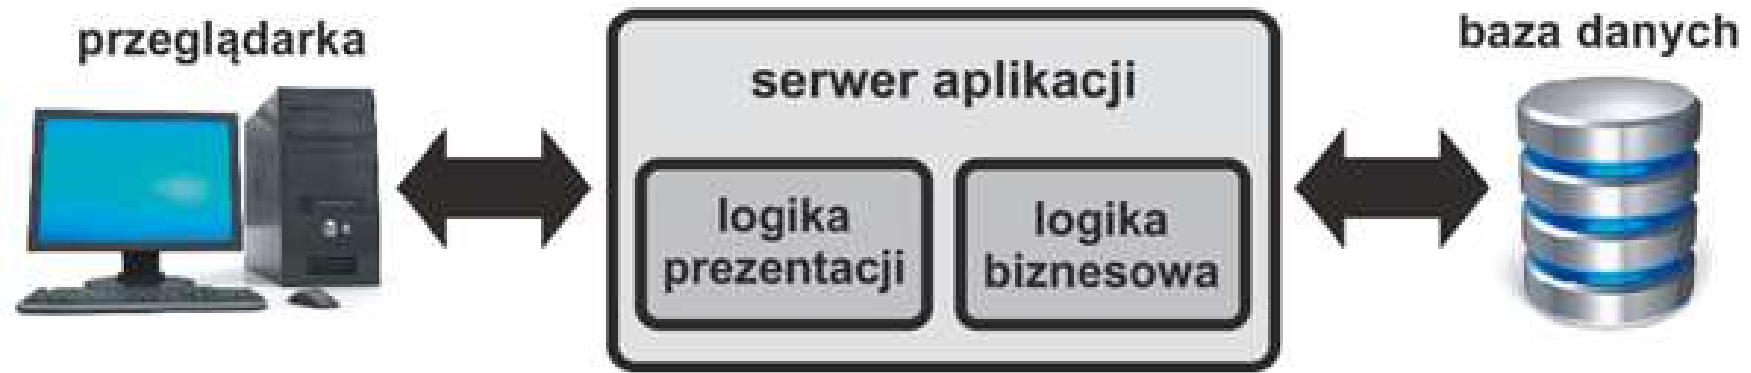 przeglądarka
serwer aplikacji
logika
prezentacji
logika
biznesowa
baza danych